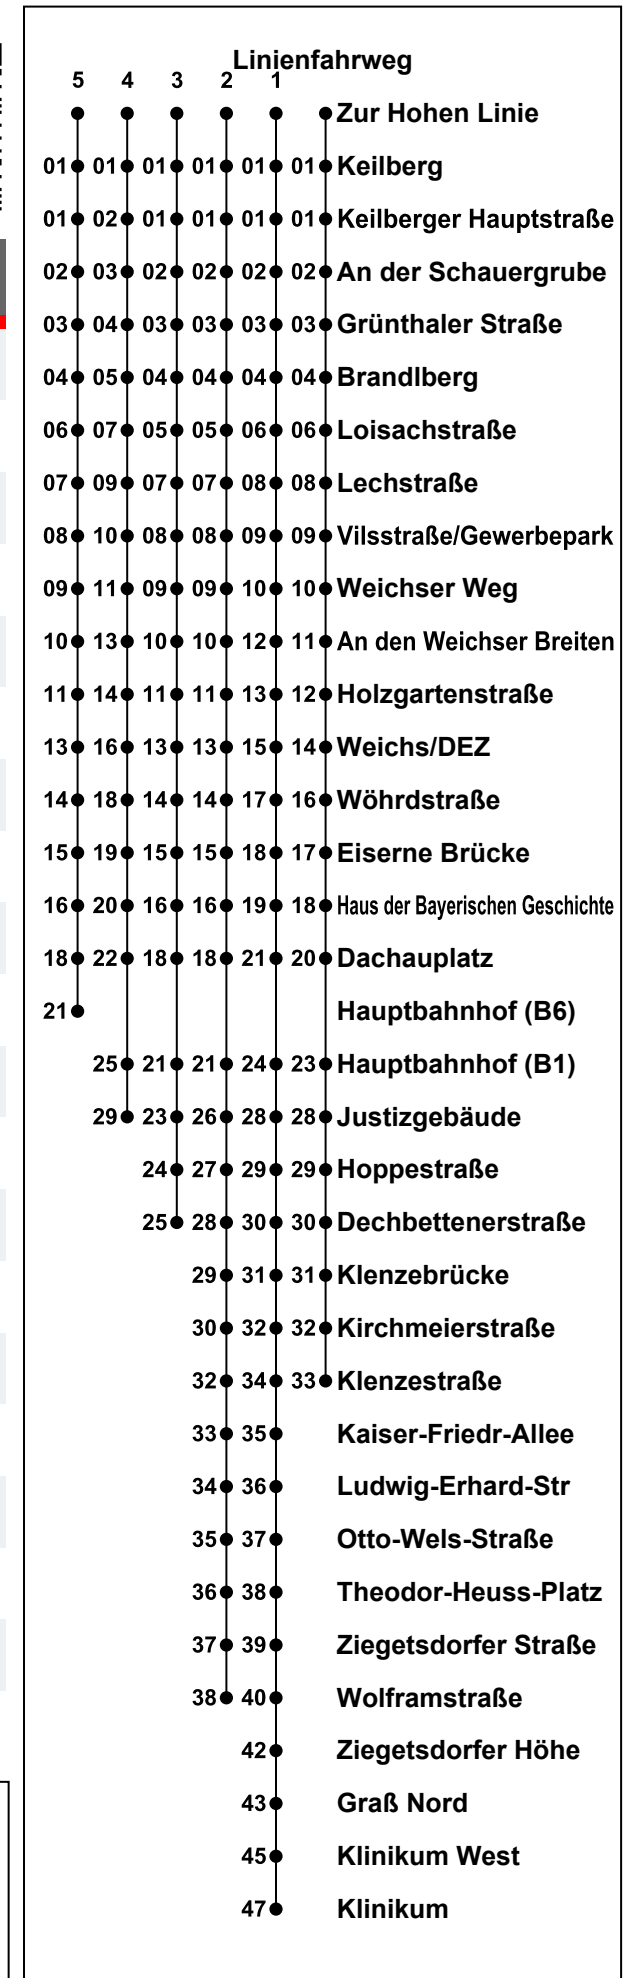 Linienfahrweg
5 4 3 2 1
Zur Hohen Linie
01 01 01 01 01 01 Keilberg
01 02 01 01 01 01 Keilberger Hauptstraße
02 03 02 02 02 02 An der Schauergrube
03 04 03 03 03 03 Grünthaler Straße
04 05 04 04 04 04 Brandlberg
06 07 05 05 06 06 Loisachstraße
07 09 07 07 08 08 Lechstraße
08 10 08 08 09 09 Vilsstraße/Gewerbepark
09 11 09 09 10 10 Weichser Weg
10 13 10 10 12 11 An den Weichser Breiten
11 14 11 11 13 12 Holzgartenstraße
13 16 13 13 15 14 Weichs/DEZ
14 18 14 14 17 16 Wöhrdstraße
15 19 15 15 18 17 Eiserne Brücke
16 20 16 16 19 18 Haus der Bayerischen Geschichte
18 22 18 18 21 20 Dachauplatz
21 Hauptbahnhof (B6)
25 21 21 24 23 Hauptbahnhof (B1)
29 23 26 28 28 Justizgebäude
24 27 29 29 Hoppestraße
25 28 30 30 Dechbettenerstraße
29 31 31 Klenzebrücke
30 32 32 Kirchmeierstraße
32 34 33 Klenzestraße
33 35 Kaiser-Friedr-Allee
34 36 Ludwig-Erhard-Str
35 37 Otto-Wels-Straße
36 38 Theodor-Heuss-Platz
37 39 Ziegetsdorfer Straße
38 40 Wolframstraße
42 Ziegetsdorfer Höhe
43 Graß Nord
45 Klinikum West
47 Klinikum